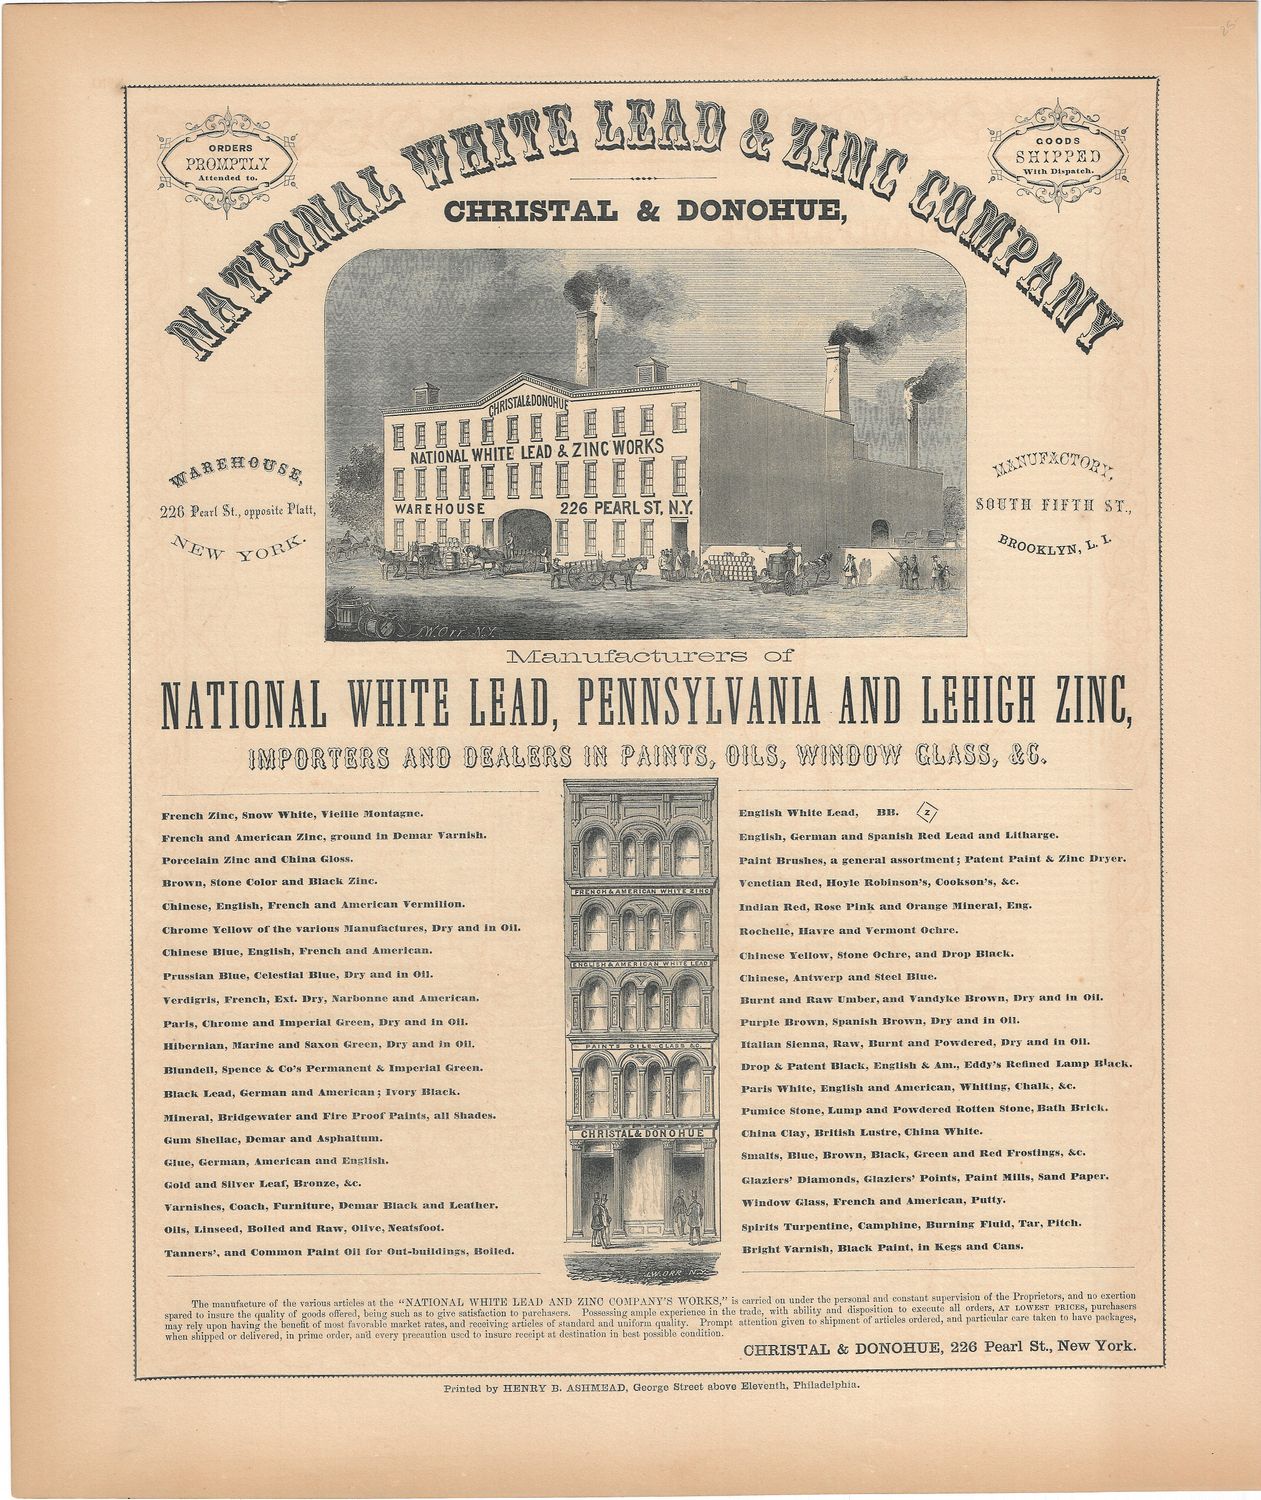 ORDERS
PROMPTLY
Attended to.
GOODS
SHIPPED
With Dispatch.
NATIONAL WHITE LEAD & ZINC COMPANY
CHRISTAL & DONOHUE,
CHRISTAL & DONOHUE
NATIONAL WHITE LEAD & ZINC WORKS
WAREHOUSE 226 PEARL ST, N.Y.
J.W. Orr N.Y.
WAREHOUSE,
226 Pearl St., opposite Platt,
NEW YORK.
MANUFACTORY,
SOUTH FIFTH ST.,
BROOKLYN, L. I.
Manufacturers of
NATIONAL WHITE LEAD, PENNSYLVANIA AND LEHIGH ZINC,
IMPORTERS AND DEALERS IN PAINTS, OILS, WINDOW GLASS, &C.
French Zinc, Snow White, Vieille Montagne.
French and American Zinc, ground in Demar Varnish.
Porcelain Zinc and China Gloss.
Brown, Stone Color and Black Zinc.
Chinese, English, French and American Vermilion.
Chrome Yellow of the various Manufactures, Dry and in Oil.
Chinese Blue, English, French and American.
Prussian Blue, Celestial Blue, Dry and in Oil.
Verdigris, French, Ext. Dry, Narbonne and American.
Paris, Chrome and Imperial Green, Dry and in Oil.
Hibernian, Marine and Saxon Green, Dry and in Oil.
Blundell, Spence & Co's Permanent & Imperial Green.
Black Lead, German and American; Ivory Black.
Mineral, Bridgewater and Fire Proof Paints, all Shades.
Gum Shellac, Demar and Asphaltum.
Glue, German, American and English.
Gold and Silver Leaf, Bronze, &c.
Varnishes, Coach, Furniture, Demar Black and Leather.
Oils, Linseed, Boiled and Raw, Olive, Neatsfoot.
Tanners', and Common Paint Oil for Out-buildings, Boiled.
FRENCH & AMERICAN WHITE ZINC
ENGLISH & AMERICAN WHITE LEAD
PAINTS OILS GLASS &C.
CHRISTAL & DONOHUE
J.W. ORR N.Y.
English White Lead, BB. Z
English, German and Spanish Red Lead and Litharge.
Paint Brushes, a general assortment; Patent Paint & Zinc Dryer.
Venetian Red, Hoyle Robinson's, Cookson's, &c.
Indian Red, Rose Pink and Orange Mineral, Eng.
Rochelle, Havre and Vermont Ochre.
Chinese Yellow, Stone Ochre, and Drop Black.
Chinese, Antwerp and Steel Blue.
Burnt and Raw Umber, and Vandyke Brown, Dry and in Oil.
Purple Brown, Spanish Brown, Dry and in Oil.
Italian Sienna, Raw, Burnt and Powdered, Dry and in Oil.
Drop & Patent Black, English & Am., Eddy's Refined Lamp Black.
Paris White, English and American, Whiting, Chalk, &c.
Pumice Stone, Lump and Powdered Rotten Stone, Bath Brick.
China Clay, British Lustre, China White.
Smalts, Blue, Brown, Black, Green and Red Frostings, &c.
Glaziers' Diamonds, Glaziers' Points, Paint Mills, Sand Paper.
Window Glass, French and American, Putty.
Spirits Turpentine, Camphine, Burning Fluid, Tar, Pitch.
Bright Varnish, Black Paint, in Kegs and Cans.
The manufacture of the various articles at the "NATIONAL WHITE LEAD AND ZINC COMPANY'S WORKS," is carried on under the personal and constant supervision of the Proprietors, and no exertion
spared to insure the quality of goods offered, being such as to give satisfaction to purchasers. Possessing ample experience in the trade, with ability and disposition to execute all orders, AT LOWEST PRICES, purchasers
may rely upon having the benefit of most favorable market rates, and receiving articles of standard and uniform quality. Prompt attention given to shipment of articles ordered, and particular care taken to have packages,
when shipped or delivered, in prime order, and every precaution used to insure receipt at destination in best possible condition.
CHRISTAL & DONOHUE, 226 Pearl St., New York.
Printed by HENRY B. ASHMEAD, George Street above Eleventh, Philadelphia.